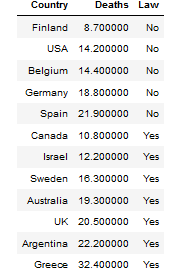 Country Deaths Law
Finland 8.700000 No
USA 14.200000 No
Belgium 14.400000 No
Germany 18.800000 No
Spain 21.900000 No
Canada 10.800000 Yes
Israel 12.200000 Yes
Sweden 16.300000 Yes
Australia 19.300000 Yes
UK 20.500000 Yes
Argentina 22.200000 Yes
Greece 32.400000 Yes